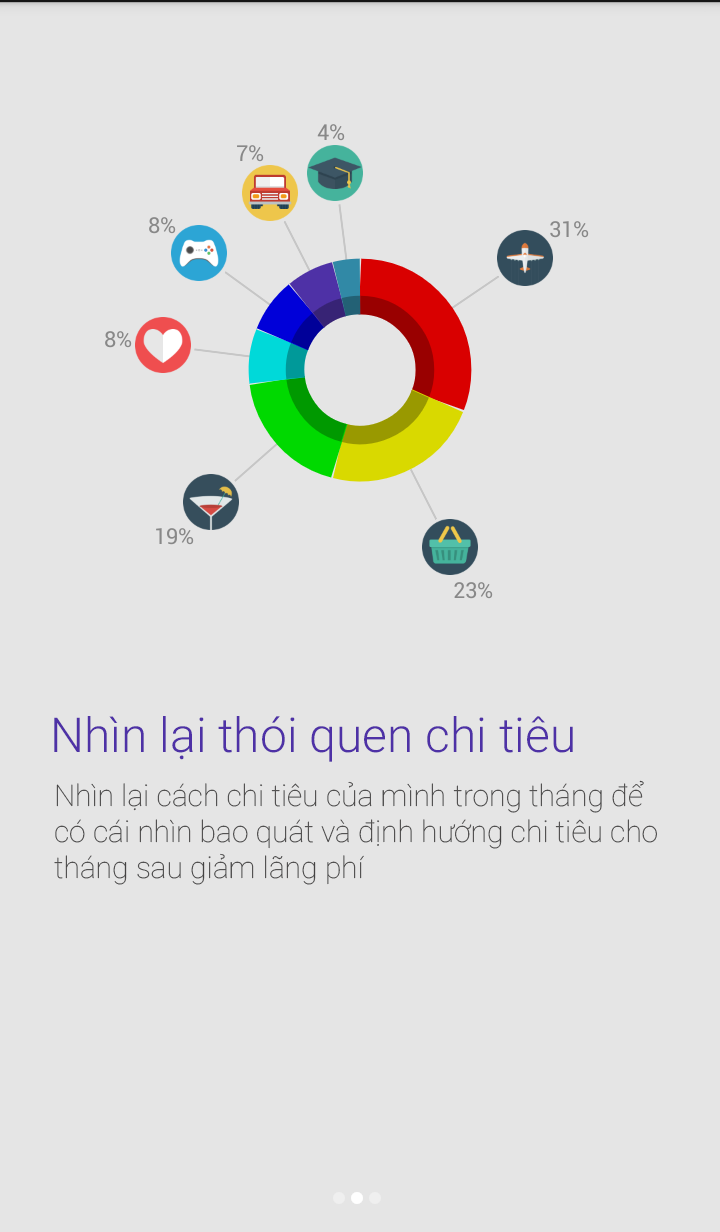 4%
7%
31%
8%
8%
19%
23%
Nhìn lại thói quen chi tiêu
Nhìn lại cách chi tiêu của mình trong tháng để
có cái nhìn bao quát và định hướng chi tiêu cho
tháng sau giảm lãng phí